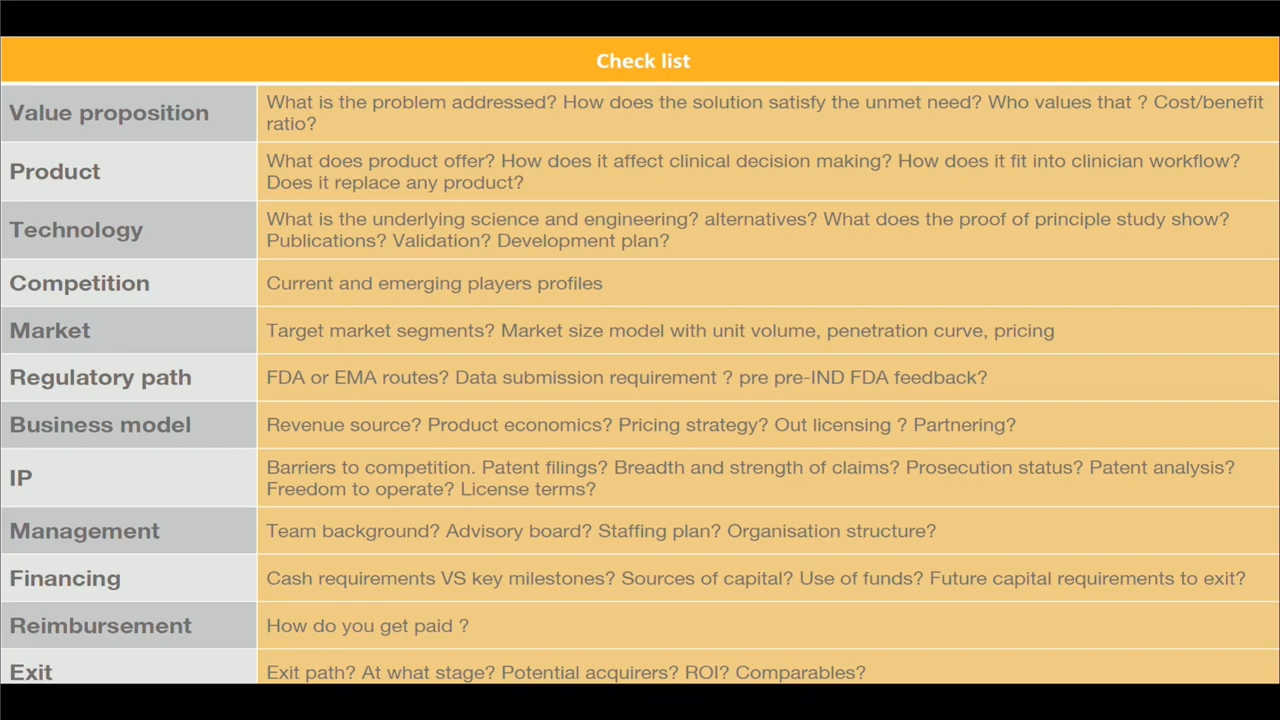 Check list
Value proposition
What is the problem addressed? How does the solution satisfy the unmet need? Who values that ? Cost/benefit
ratio?
Product
What does product offer? How does it affect clinical decision making? How does it fit into clinician workflow?
Does it replace any product?
Technology
What is the underlying science and engineering? alternatives? What does the proof of principle study show?
Publications? Validation? Development plan?
Competition
Current and emerging players profiles
Market
Target market segments? Market size model with unit volume, penetration curve, pricing
Regulatory path
FDA or EMA routes? Data submission requirement ? pre pre-IND FDA feedback?
Business model
Revenue source? Product economics? Pricing strategy? Out licensing ? Partnering?
IP
Barriers to competition. Patent filings? Breadth and strength of claims? Prosecution status? Patent analysis?
Freedom to operate? License terms?
Management
Team background? Advisory board? Staffing plan? Organisation structure?
Financing
Cash requirements VS key milestones? Sources of capital? Use of funds? Future capital requirements to exit?
Reimbursement
How do you get paid ?
Exit
Exit path? At what stage? Potential acquirers? ROI? Comparables?